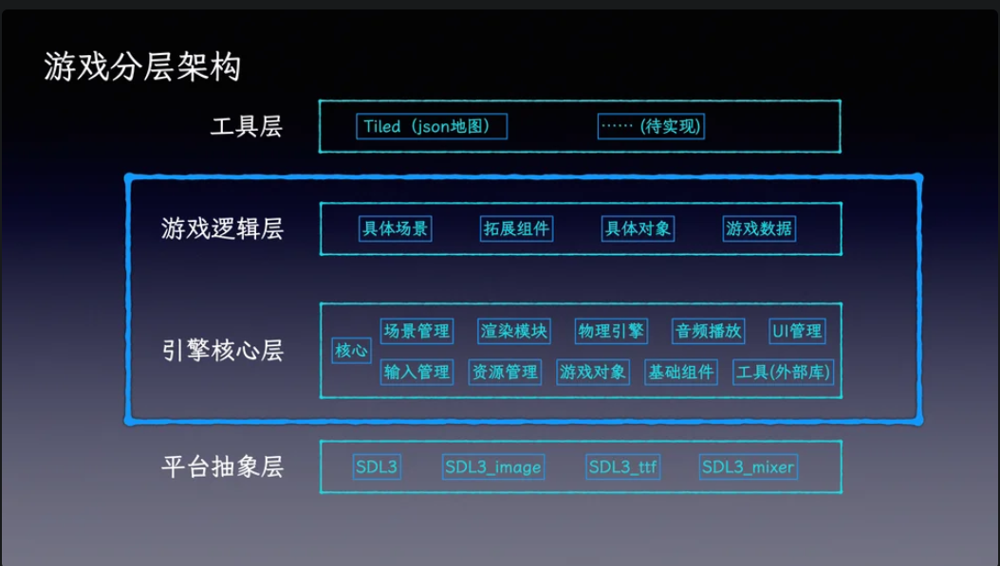 游戏分层架构
工具层 Tiled（json地图） ······ (待实现)
游戏逻辑层 具体场景 拓展组件 具体对象 游戏数据
引擎核心层 核心 场景管理 渲染模块 物理引擎 音频播放 UI管理
输入管理 资源管理 游戏对象 基础组件 工具(外部库)
平台抽象层 SDL3 SDL3_image SDL3_ttf SDL3_mixer